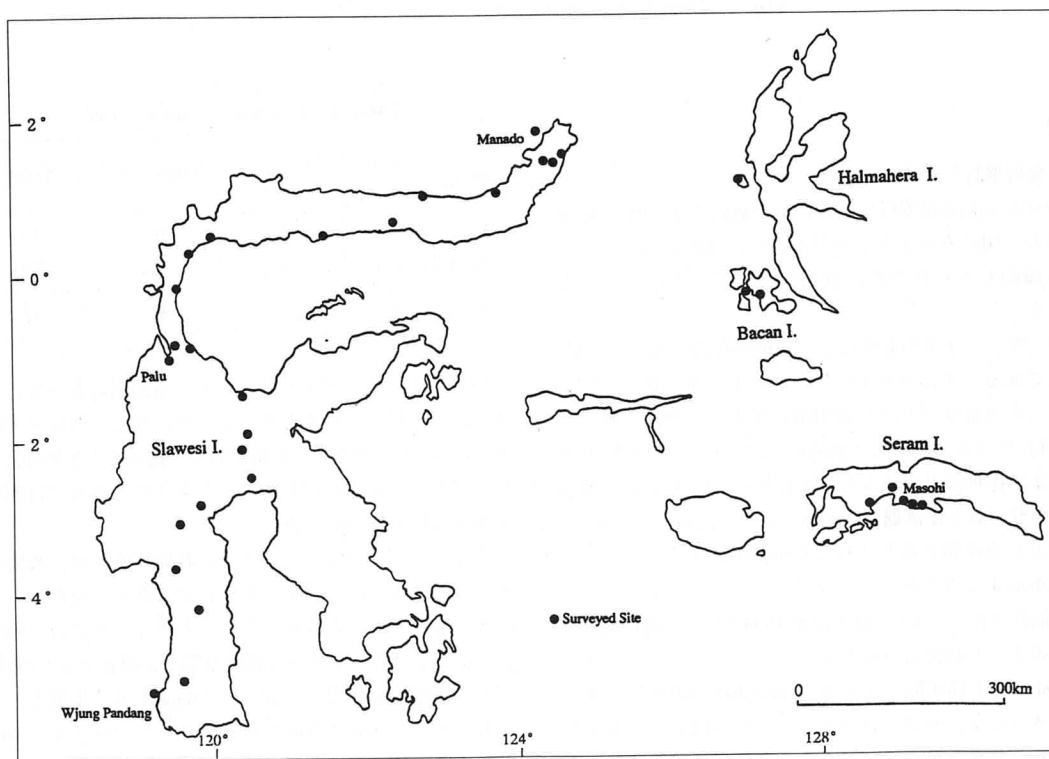 2°
Manado
Halmahera I.
0°
Bacan I.
Palu
Slawesi I.
2°
Seram I.
Masohi
4°
Surveyed Site
0 300km
Wjung Pandang
120° 124° 128°